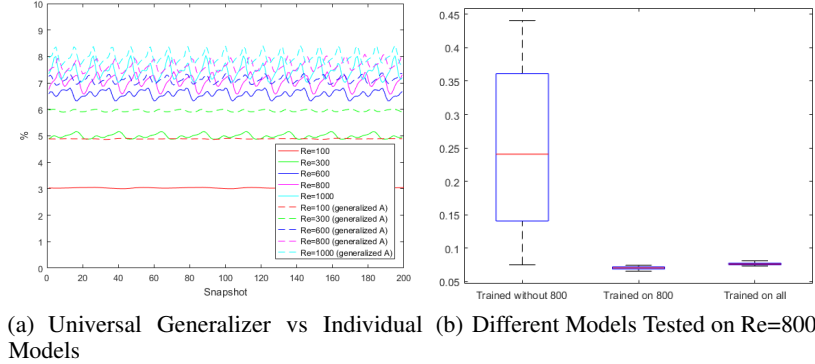 10
9
8
7
6
5
4
3
2
1
0
%
0 20 40 60 80 100 120 140 160 180 200
Snapshot
Re=100
Re=300
Re=600
Re=800
Re=1000
Re=100 (generalized A)
Re=300 (generalized A)
Re=600 (generalized A)
Re=800 (generalized A)
Re=1000 (generalized A)
(a) Universal Generalizer vs Individual
Models
0.45
0.4
0.35
0.3
0.25
0.2
0.15
0.1
0.05
Trained without 800 Trained on 800 Trained on all
(b) Different Models Tested on Re=800